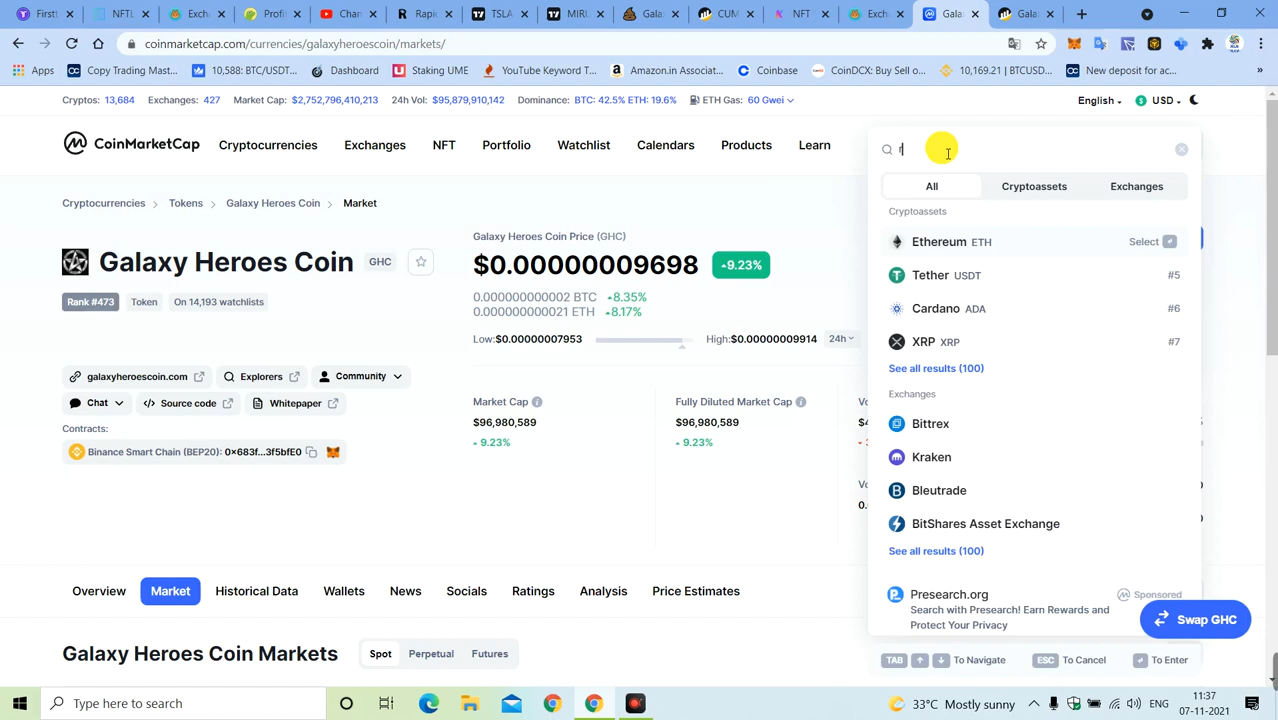 First
NFT
Rapic
TSLA
MIRU
Gala
CUM
NFT
Exch
Gala
Gala
coinmarketcap.com/currencies/galaxyheroescoin/markets/
Apps
Copy Trading Mast...
10,588: BTC/USDT...
Dashboard
Staking UME
YouTube Keyword T...
Amazon.in Associat...
Coinbase
CoinDCX: Buy Sell o...
10,169.21 | BTCUSD...
New deposit for ac...
»
Cryptos: 13,684 Exchanges: 427 Market Cap: $2,752,796,410,213 24h Vol: $95,879,910,142 Dominance: BTC: 42.5% ETH: 19.6% ETH Gas: 60 Gwei
English USD
CoinMarketCap
Cryptocurrencies Exchanges NFT Portfolio Watchlist Calendars Products Learn
r
All Cryptoassets Exchanges
Cryptoassets
Ethereum ETH Select
Tether USDT #5
Cardano ADA #6
XRP XRP #7
See all results (100)
Exchanges
Bittrex
Kraken
Bleutrade
BitShares Asset Exchange
See all results (100)
Presearch.org Sponsored
Search with Presearch! Earn Rewards and
Protect Your Privacy
TAB To Navigate ESC To Cancel To Enter
Swap GHC
Cryptocurrencies > Tokens > Galaxy Heroes Coin > Market
Galaxy Heroes Coin GHC
Rank #473 Token On 14,193 watchlists
Galaxy Heroes Coin Price (GHC)
$0.00000009698 9.23%
0.000000000002 BTC 8.35%
0.000000000021 ETH 8.17%
Low:$0.00000007953 High:$0.00000009914 24h
galaxyheroescoin.com Explorers Community
Chat Source code Whitepaper
Contracts:
Binance Smart Chain (BEP20): 0x683f...3f5bfE0
Market Cap
$96,980,589
9.23%
Fully Diluted Market Cap
$96,980,589
9.23%
Overview Market Historical Data Wallets News Socials Ratings Analysis Price Estimates
Galaxy Heroes Coin Markets
Spot Perpetual Futures
Type here to search
33°C Mostly sunny
ENG
11:37
07-11-2021